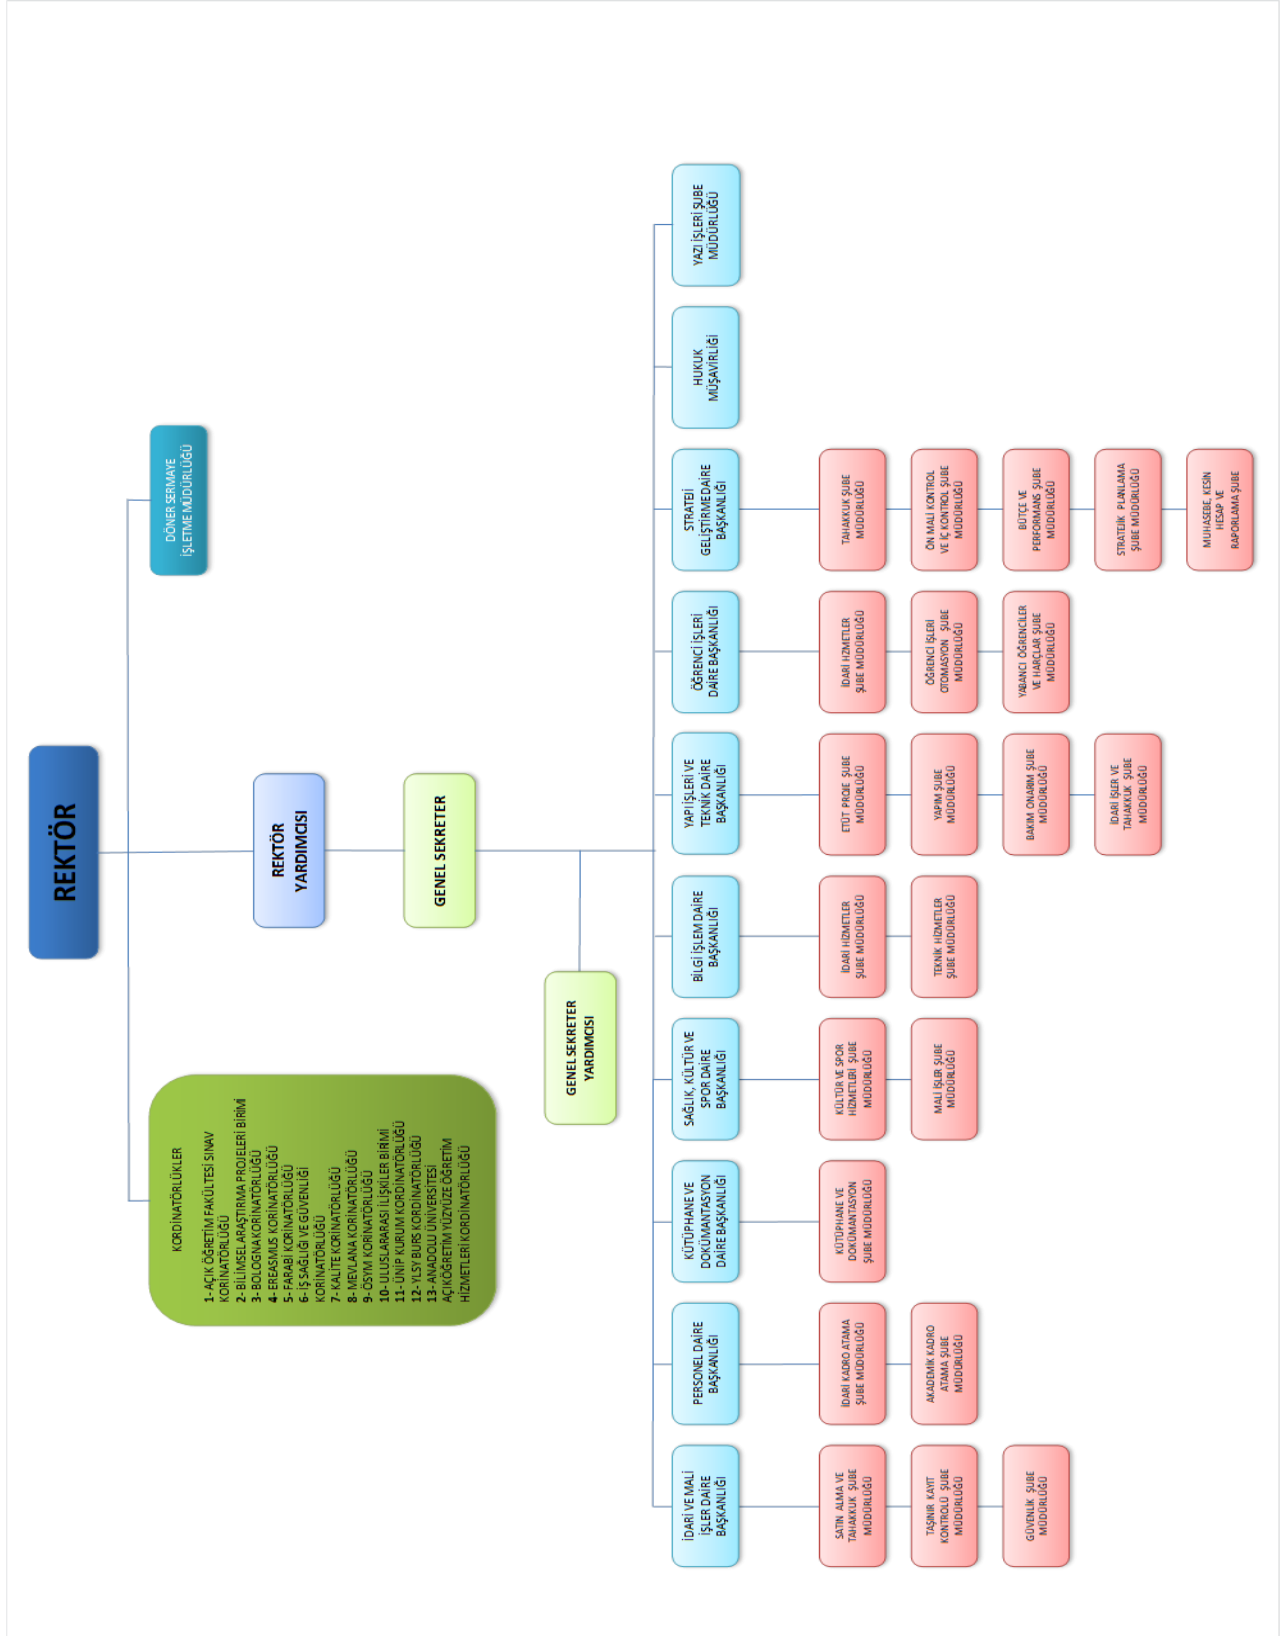 REKTÖR
KORDİNATÖRLÜKLER
1- AÇIK ÖĞRETİM FAKÜLTESİ SINAV
KORİNATÖRLÜĞÜ
2- BİLİMSEL ARAŞTIRMA PROJELERİ BİRİMİ
3- BOLOGNA KORİNATÖRLÜĞÜ
4- EREASMUS KORİNATÖRLÜĞÜ
5- FARABİ KORİNATÖRLÜĞÜ
6- İŞ SAĞLIĞI VE GÜVENLİĞİ
KORİNATÖRLÜĞÜ
7- KALİTE KORİNATÖRLÜĞÜ
8- MEVLANA KORİNATÖRLÜĞÜ
9- ÖSYM KORİNATÖRLÜĞÜ
10- ULUSLARARASI İLİŞKİLER BİRİMİ
11- ÜNİP KURUM KORDİNATÖRLÜĞÜ
12- YLSY BURS KORDİNATÖRLÜĞÜ
13- ANADOLU ÜNİVERSİTESİ
AÇIKÖĞRETİM YÜZYÜZE ÖĞRETİM
HİZMETLERİ KORDİNATÖRLÜĞÜ
DÖNER SERMAYE
İŞLETME MÜDÜRLÜĞÜ
REKTÖR
YARDIMCISI
GENEL SEKRETER
GENEL SEKRETER
YARDIMCISI
İDARİ VE MALİ
İŞLER DAİRE
BAŞKANLIĞI
PERSONEL DAİRE
BAŞKANLIĞI
KÜTÜPHANE VE
DOKÜMANTASYON
DAİRE BAŞKANLIĞI
SAĞLIK, KÜLTÜR VE
SPOR DAİRE
BAŞKANLIĞI
BİLGİ İŞLEM DAİRE
BAŞKANLIĞI
YAPI İŞLERİ VE
TEKNİK DAİRE
BAŞKANLIĞI
ÖĞRENCİ İŞLERİ
DAİRE BAŞKANLIĞI
STRATEJİ
GELİŞTİRME DAİRE
BAŞKANLIĞI
HUKUK
MÜŞAVİRLİĞİ
YAZI İŞLERİ ŞUBE
MÜDÜRLÜĞÜ
SATIN ALMA VE
TAHAKKUK ŞUBE
MÜDÜRLÜĞÜ
İDARİ KADRO ATAMA
ŞUBE MÜDÜRLÜĞÜ
KÜTÜPHANE VE
DOKÜMANTASYON
ŞUBE MÜDÜRLÜĞÜ
KÜLTÜR VE SPOR
HİZMETLERİ ŞUBE
MÜDÜRLÜĞÜ
İDARİ HİZMETLER
ŞUBE MÜDÜRLÜĞÜ
ETÜT PROJE ŞUBE
MÜDÜRLÜĞÜ
İDARİ HZMETLER
ŞUBE MÜDÜRLÜĞÜ
TAHAKKUK ŞUBE
MÜDÜRLÜĞÜ
TAŞINIR KAYIT
KONTROLÜ ŞUBE
MÜDÜRLÜĞÜ
AKADEMİK KADRO
ATAMA ŞUBE
MÜDÜRLÜĞÜ
MALİ İŞLER ŞUBE
MÜDÜRLÜĞÜ
TEKNİK HİZMETLER
ŞUBE MÜDÜRLÜĞÜ
YAPIM ŞUBE
MÜDÜRLÜĞÜ
ÖĞRENCİ İŞLERİ
OTOMASYON ŞUBE
MÜDÜRLÜĞÜ
ÖN MALİ KONTROL
VE İÇ KONTROL ŞUBE
MÜDÜRLÜĞÜ
GÜVENLİK ŞUBE
MÜDÜRLÜĞÜ
BAKIM ONARIM ŞUBE
MÜDÜRLÜĞÜ
YABANCI ÖĞRENCİLER
VE HARÇLAR ŞUBE
MÜDÜRLÜĞÜ
BÜTÇE VE
PERFORMANS ŞUBE
MÜDÜRLÜĞÜ
İDARİ İŞLER VE
TAHAKKUK ŞUBE
MÜDÜRLÜĞÜ
STRATEJİK PLANLAMA
ŞUBE MÜDÜRLÜĞÜ
MUHASEBE, KESİN
HESAP VE
RAPORLAMA ŞUBE